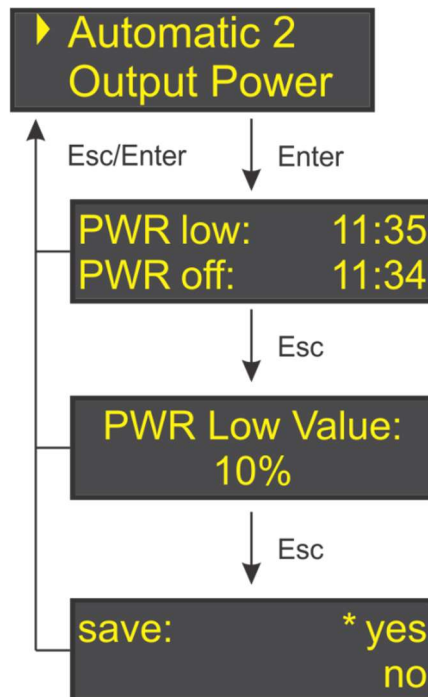 Automatic 2
Output Power
Esc/Enter
Enter
PWR low: 11:35
PWR off: 11:34
Esc
PWR Low Value:
10%
Esc
save: * yes
no